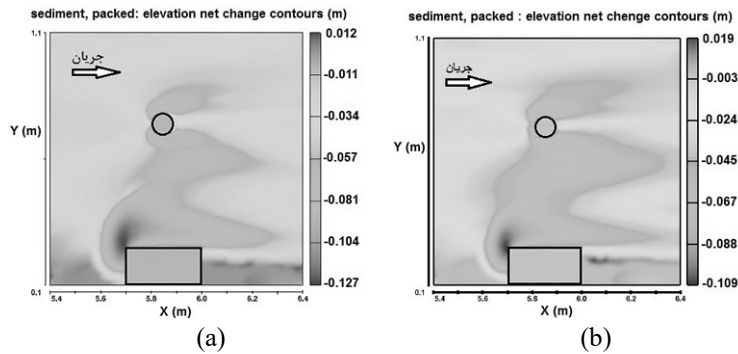 sediment, packed: elevation net change contours (m)
1.1
جریان
Y (m)
0.1
5.4 5.6 5.8 6.0 6.2 6.4
X (m)
0.012
-0.011
-0.034
-0.057
-0.081
-0.104
-0.127
(a)
sediment, packed : elevation net chenge contours (m)
1.1
جریان
Y (m)
0.1
5.4 5.6 5.8 6.0 6.2 6.4
X (m)
0.019
-0.003
-0.024
-0.045
-0.067
-0.088
-0.109
(b)